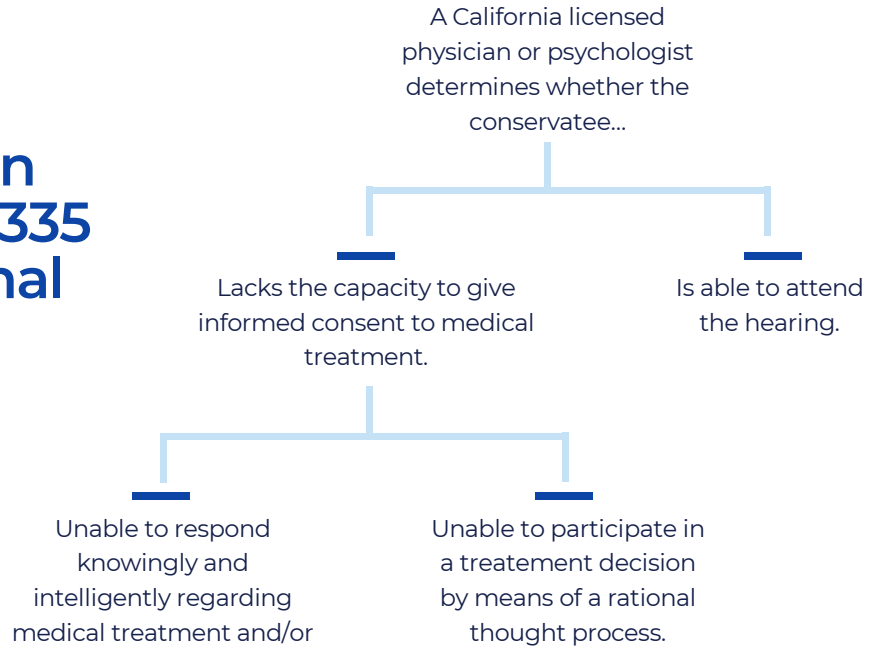 A California licensed
physician or psychologist
determines whether the
conservatee...
n
335
nal
Lacks the capacity to give
informed consent to medical
treatment.
Is able to attend
the hearing.
Unable to respond
knowingly and
intelligently regarding
medical treatment and/or
Unable to participate in
a treatement decision
by means of a rational
thought process.